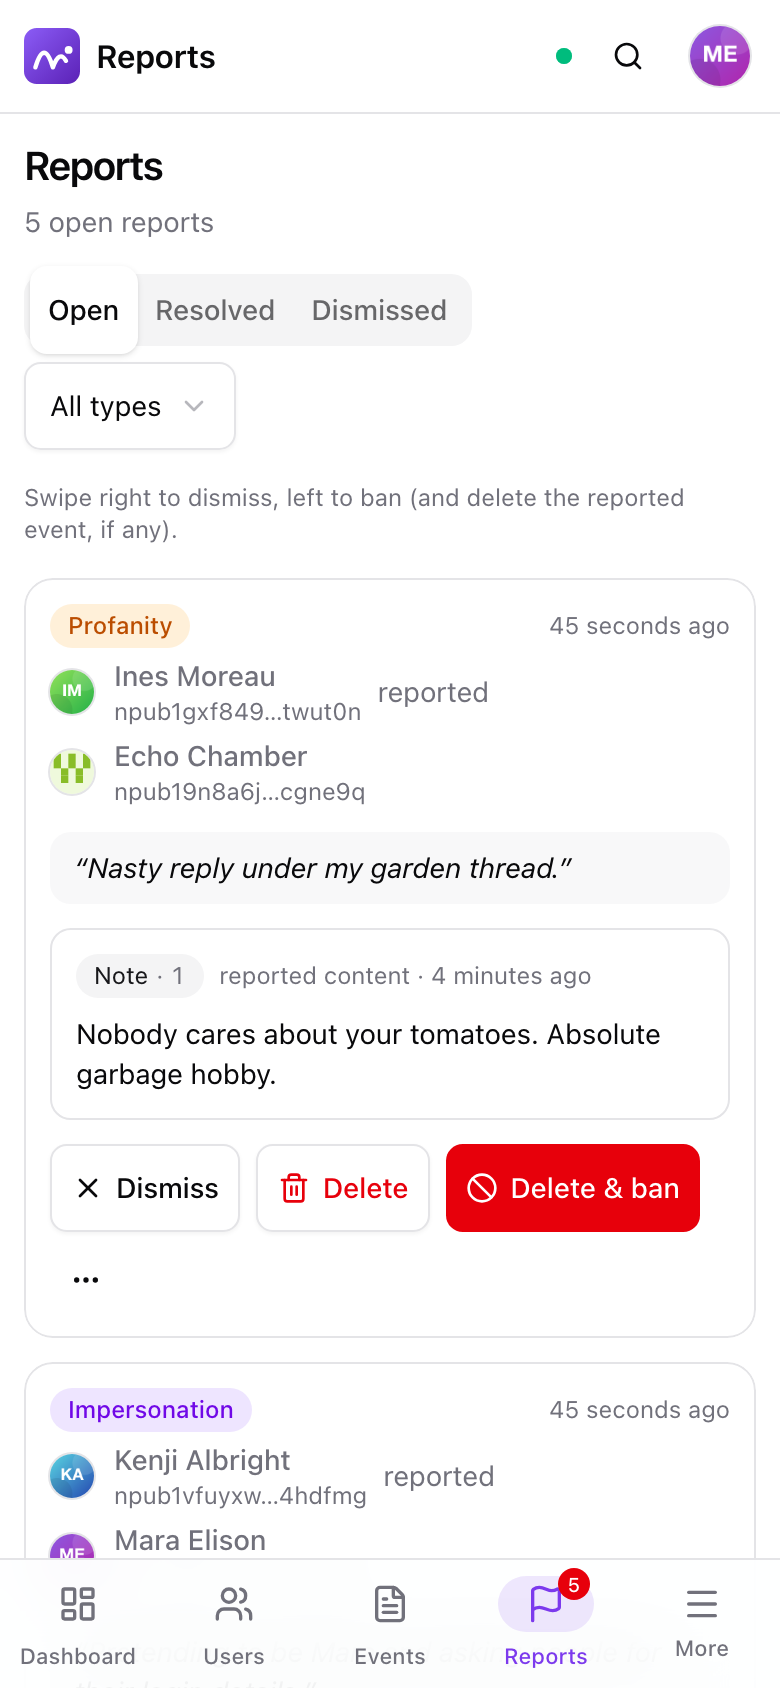 Reports
ME
Reports
5 open reports
Open
Resolved
Dismissed
All types
Swipe right to dismiss, left to ban (and delete the reported
event, if any).
Profanity
45 seconds ago
IM
Ines Moreau
npub1gxf849...twut0n
reported
Echo Chamber
npub19n8a6j...cgne9q
“Nasty reply under my garden thread.”
Note · 1
reported content · 4 minutes ago
Nobody cares about your tomatoes. Absolute
garbage hobby.
Dismiss
Delete
Delete & ban
...
Impersonation
45 seconds ago
KA
Kenji Albright
npub1vfuyxw...4hdfmg
reported
ME
Mara Elison
Dashboard
Users
Events
5
Reports
More